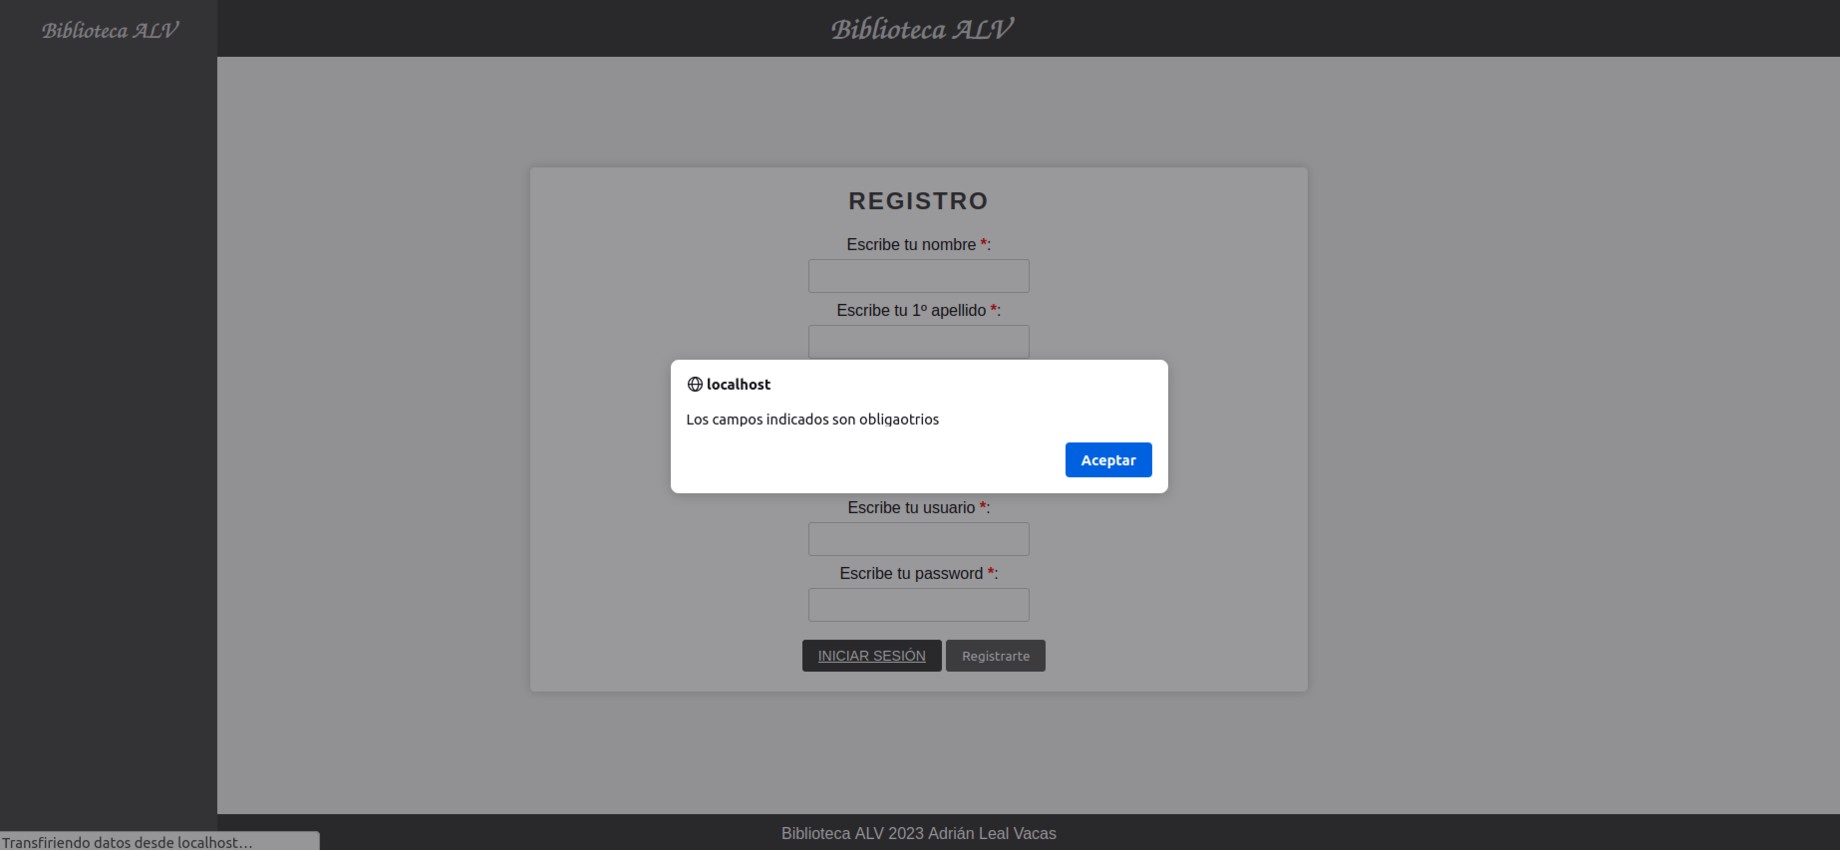 Biblioteca ALV
Biblioteca ALV
REGISTRO
Escribe tu nombre *:
Escribe tu 1º apellido *:
localhost
Los campos indicados son obligaotrios
Aceptar
Escribe tu usuario *:
Escribe tu password *:
INICIAR SESIÓN
Registrarte
Biblioteca ALV 2023 Adrián Leal Vacas
Transfiriendo datos desde localhost...